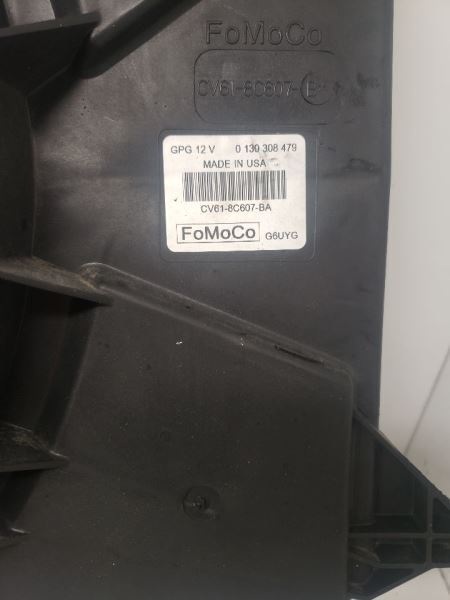 FoMoCo
CV61-8C607-B
GPG 12 V 0 130 308 479
MADE IN USA
CV61-8C607-BA
FoMoCo G6UYG